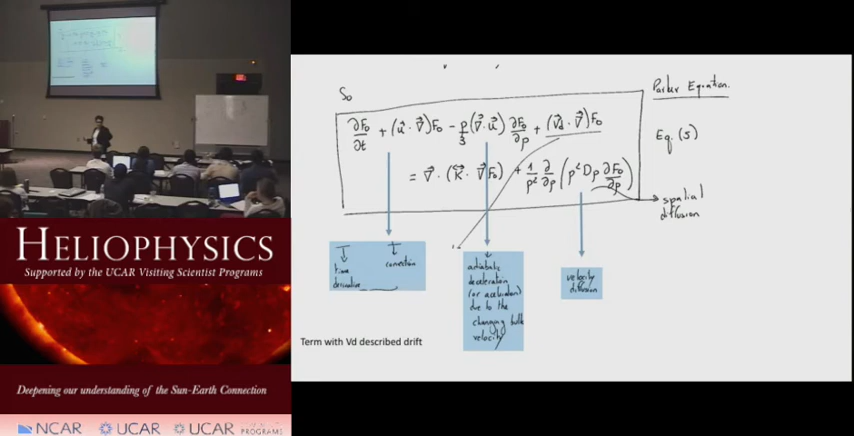 So
Parker Equation.
∂F₀/∂t + (u⃗ · ∇⃗)F₀ − p/3 (∇⃗ · u⃗) ∂F₀/∂p + (V⃗d · ∇⃗)F₀
Eq (5)
= ∇⃗ · (K⃗ · ∇⃗F₀) + 1/p² ∂/∂p (p² Dp ∂F₀/∂p)
spatial
diffusion
time
derivative
convection
adiabatic
deceleration
(or acceleration)
due to the
changing bulk
velocity
velocity
diffusion
Term with Vd described drift
HELIOPHYSICS
Supported by the UCAR Visiting Scientist Programs
Deepening our understanding of the Sun-Earth Connection
NCAR UCAR UCAR PROGRAMS